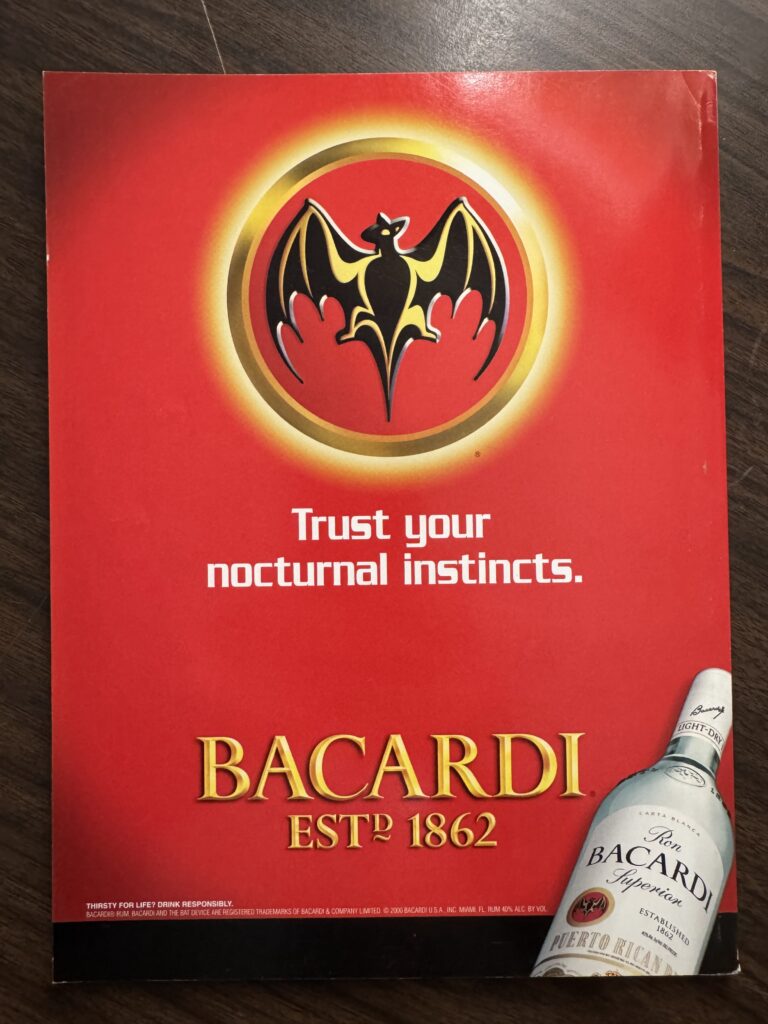 ®
Trust your
nocturnal instincts.
BACARDI®
ESTD 1862
Bacardi
LIGHT-DRY
CARTA BLANCA
Ron
BACARDI
Superior
ESTABLISHED
1862
PUERTO RICAN
THIRSTY FOR LIFE? DRINK RESPONSIBLY.
BACARDI® RUM. BACARDI AND THE BAT DEVICE ARE REGISTERED TRADEMARKS OF BACARDI & COMPANY LIMITED. © 2000 BACARDI U.S.A., INC. MIAMI, FL. RUM 40% ALC. BY VOL.